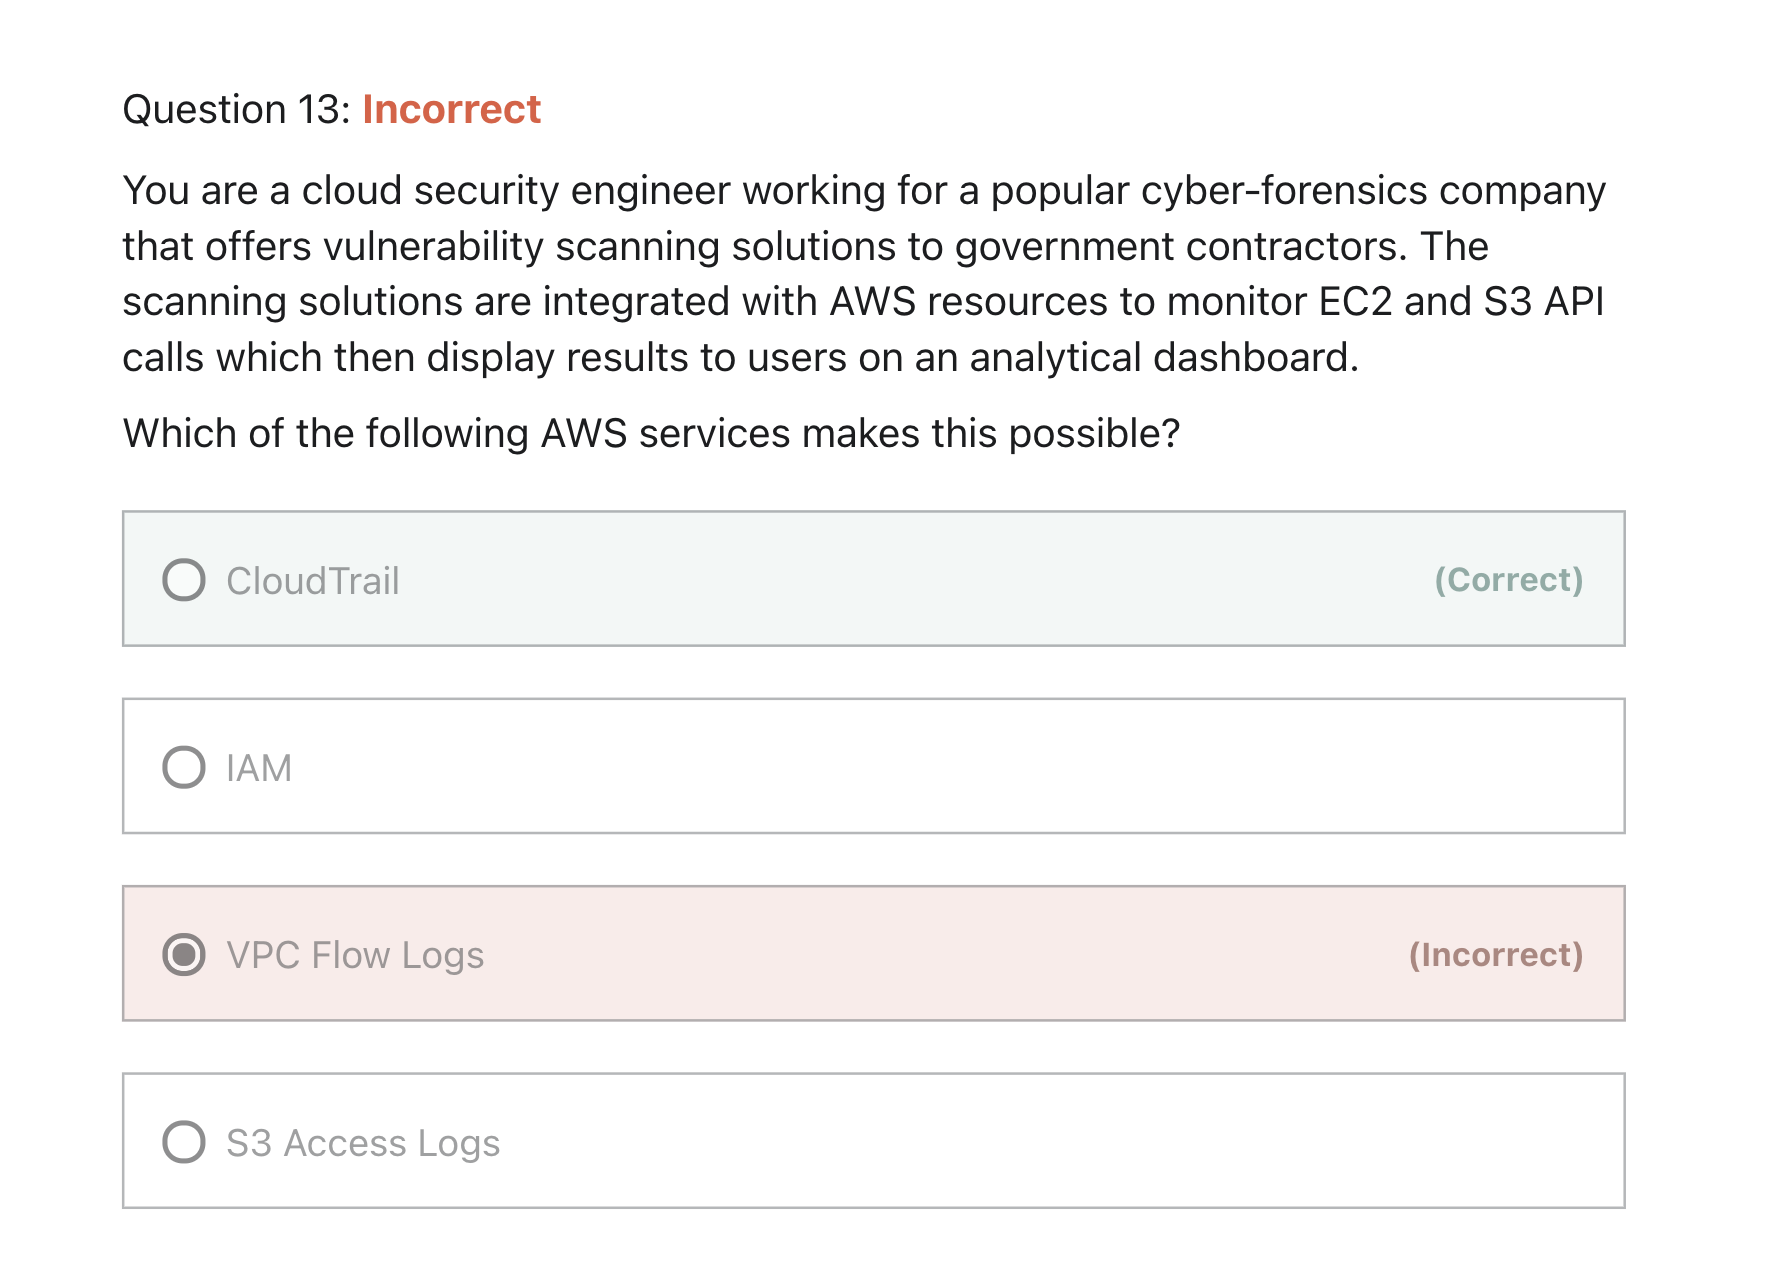 Question 13: Incorrect
You are a cloud security engineer working for a popular cyber-forensics company
that offers vulnerability scanning solutions to government contractors. The
scanning solutions are integrated with AWS resources to monitor EC2 and S3 API
calls which then display results to users on an analytical dashboard.
Which of the following AWS services makes this possible?
CloudTrail (Correct)
IAM
VPC Flow Logs (Incorrect)
S3 Access Logs